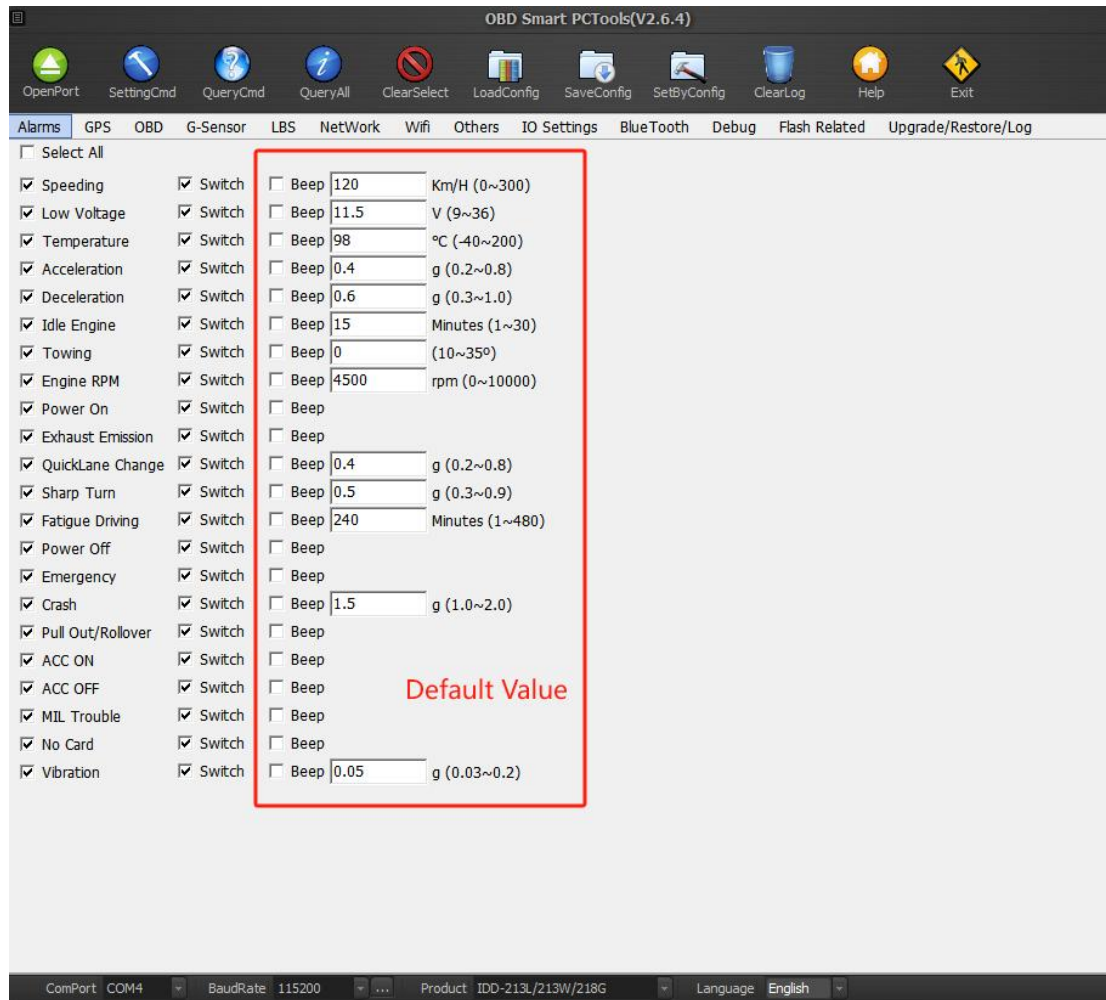 OBD Smart PCTools(V2.6.4)
OpenPort SettingCmd QueryCmd QueryAll ClearSelect LoadConfig SaveConfig SetByConfig ClearLog Help Exit
Alarms GPS OBD G-Sensor LBS NetWork Wifi Others IO Settings BlueTooth Debug Flash Related Upgrade/Restore/Log
Select All
Speeding Switch Beep 120 Km/H (0~300)
Low Voltage Switch Beep 11.5 V (9~36)
Temperature Switch Beep 98 ºC (-40~200)
Acceleration Switch Beep 0.4 g (0.2~0.8)
Deceleration Switch Beep 0.6 g (0.3~1.0)
Idle Engine Switch Beep 15 Minutes (1~30)
Towing Switch Beep 0 (10~35º)
Engine RPM Switch Beep 4500 rpm (0~10000)
Power On Switch Beep
Exhaust Emission Switch Beep
QuickLane Change Switch Beep 0.4 g (0.2~0.8)
Sharp Turn Switch Beep 0.5 g (0.3~0.9)
Fatigue Driving Switch Beep 240 Minutes (1~480)
Power Off Switch Beep
Emergency Switch Beep
Crash Switch Beep 1.5 g (1.0~2.0)
Pull Out/Rollover Switch Beep
ACC ON Switch Beep
ACC OFF Switch Beep Default Value
MIL Trouble Switch Beep
No Card Switch Beep
Vibration Switch Beep 0.05 g (0.03~0.2)
ComPort COM4 BaudRate 115200 ... Product IDD-213L/213W/218G Language English